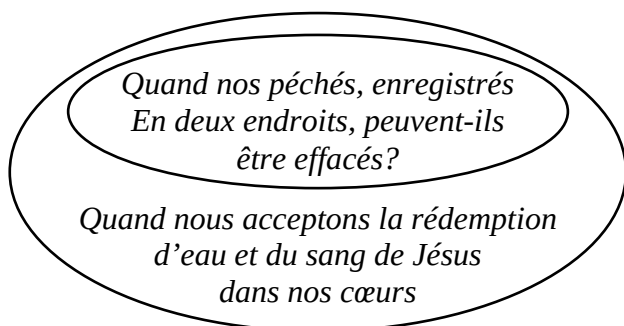 Quand nos péchés, enregistrés
En deux endroits, peuvent-ils
être effacés?
Quand nous acceptons la rédemption
d’eau et du sang de Jésus
dans nos cœurs